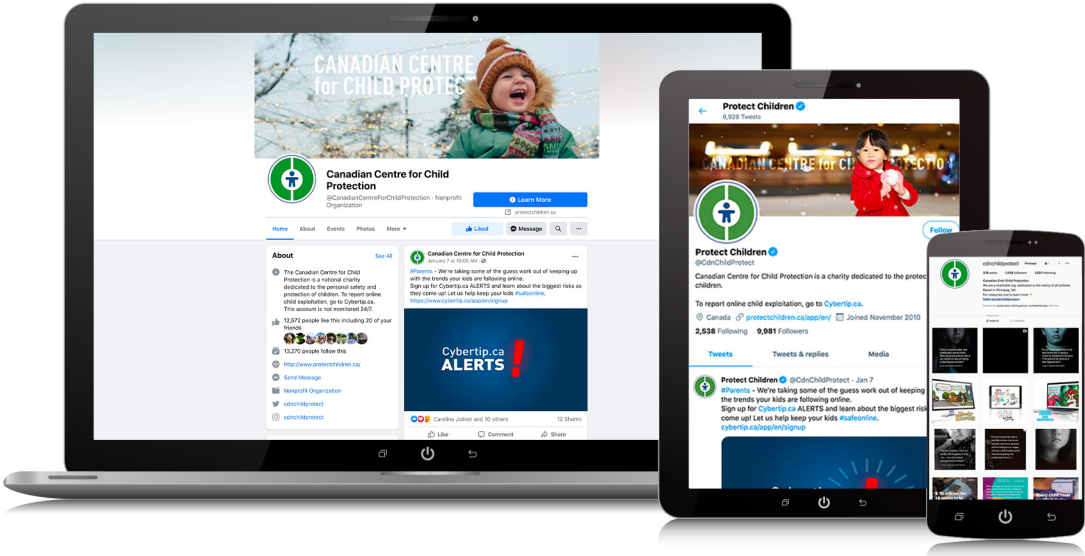 CANADIAN CENTRE
for CHILD PROTEC
Canadian Centre for Child
Protection
@CanadianCentreForChildProtection · Nonprofit
Organization
Learn More
protectchildren.ca
Home About Events Photos More
Liked Message
About See All
The Canadian Centre for Child
Protection is a national charity
dedicated to the personal safety and
protection of children. To report online
child exploitation, go to Cybertip.ca.
This account is not monitored 24/7.
12,572 people like this including 20 of your
friends
13,270 people follow this
http://www.protectchildren.ca/
Send Message
Nonprofit Organization
cdnchildprotect
cdnchildprotect
Canadian Centre for Child Protection
January 7 at 10:05 AM
#Parents - We're taking some of the guess work out of keeping up
with the trends your kids are following online.
Sign up for Cybertip.ca ALERTS and learn about the biggest risks as
they come up! Let us help keep your kids #safeonline.
https://www.cybertip.ca/app/en/signup
Cybertip.ca
ALERTS!
Caroline Jolivet and 10 others 12 Shares
Like Comment Share
Protect Children
6,928 Tweets
CANADIAN CENTRE for CH PROTECTIO
Follow
Protect Children
@CdnChildProtect
Canadian Centre for Child Protection is a charity dedicated to the protec
children.
To report online child exploitation, go to Cybertip.ca.
Canada protectchildren.ca/app/en/ Joined November 2010
2,538 Following 9,981 Followers
Tweets Tweets & replies Media
Protect Children @CdnChildProtect · Jan 7
#Parents - We're taking some of the guess work out of keeping
the trends your kids are following online.
Sign up for Cybertip.ca ALERTS and learn about the biggest risk
come up! Let us help keep your kids #safeonline.
cybertip.ca/app/en/signup
cdnchildprotect
Message